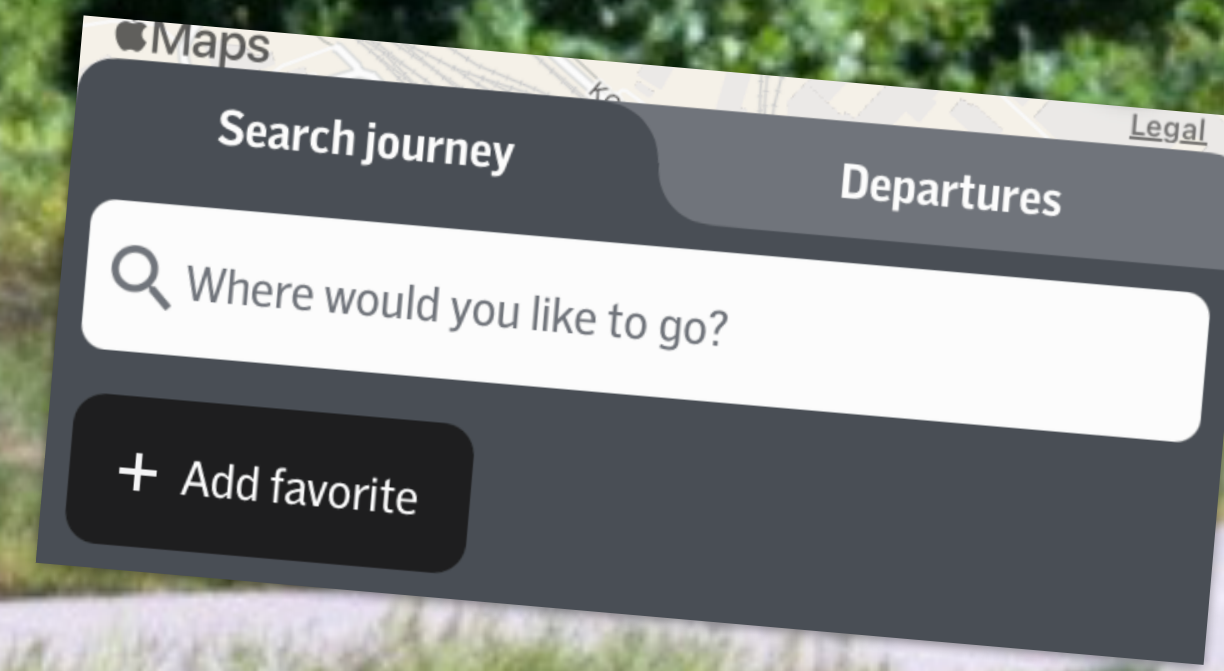 Maps
Legal
Search journey
Departures
Where would you like to go?
+ Add favorite